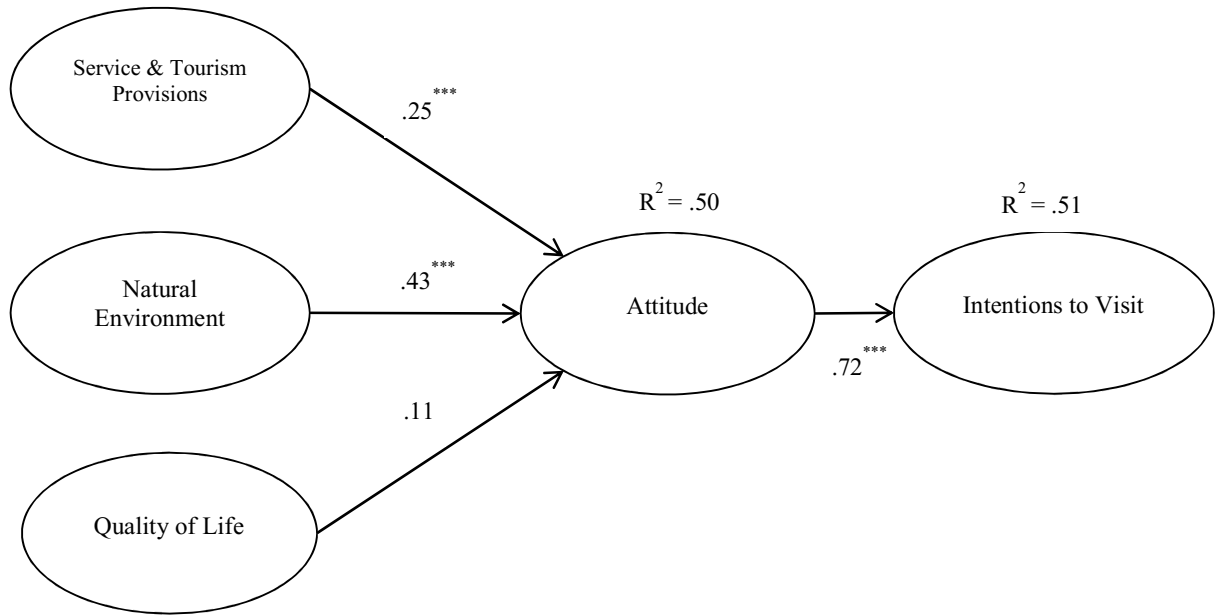 Service & Tourism
Provisions
.25***
R² = .50
R² = .51
Natural
Environment
.43***
Attitude
Intentions to Visit
.72***
.11
Quality of Life